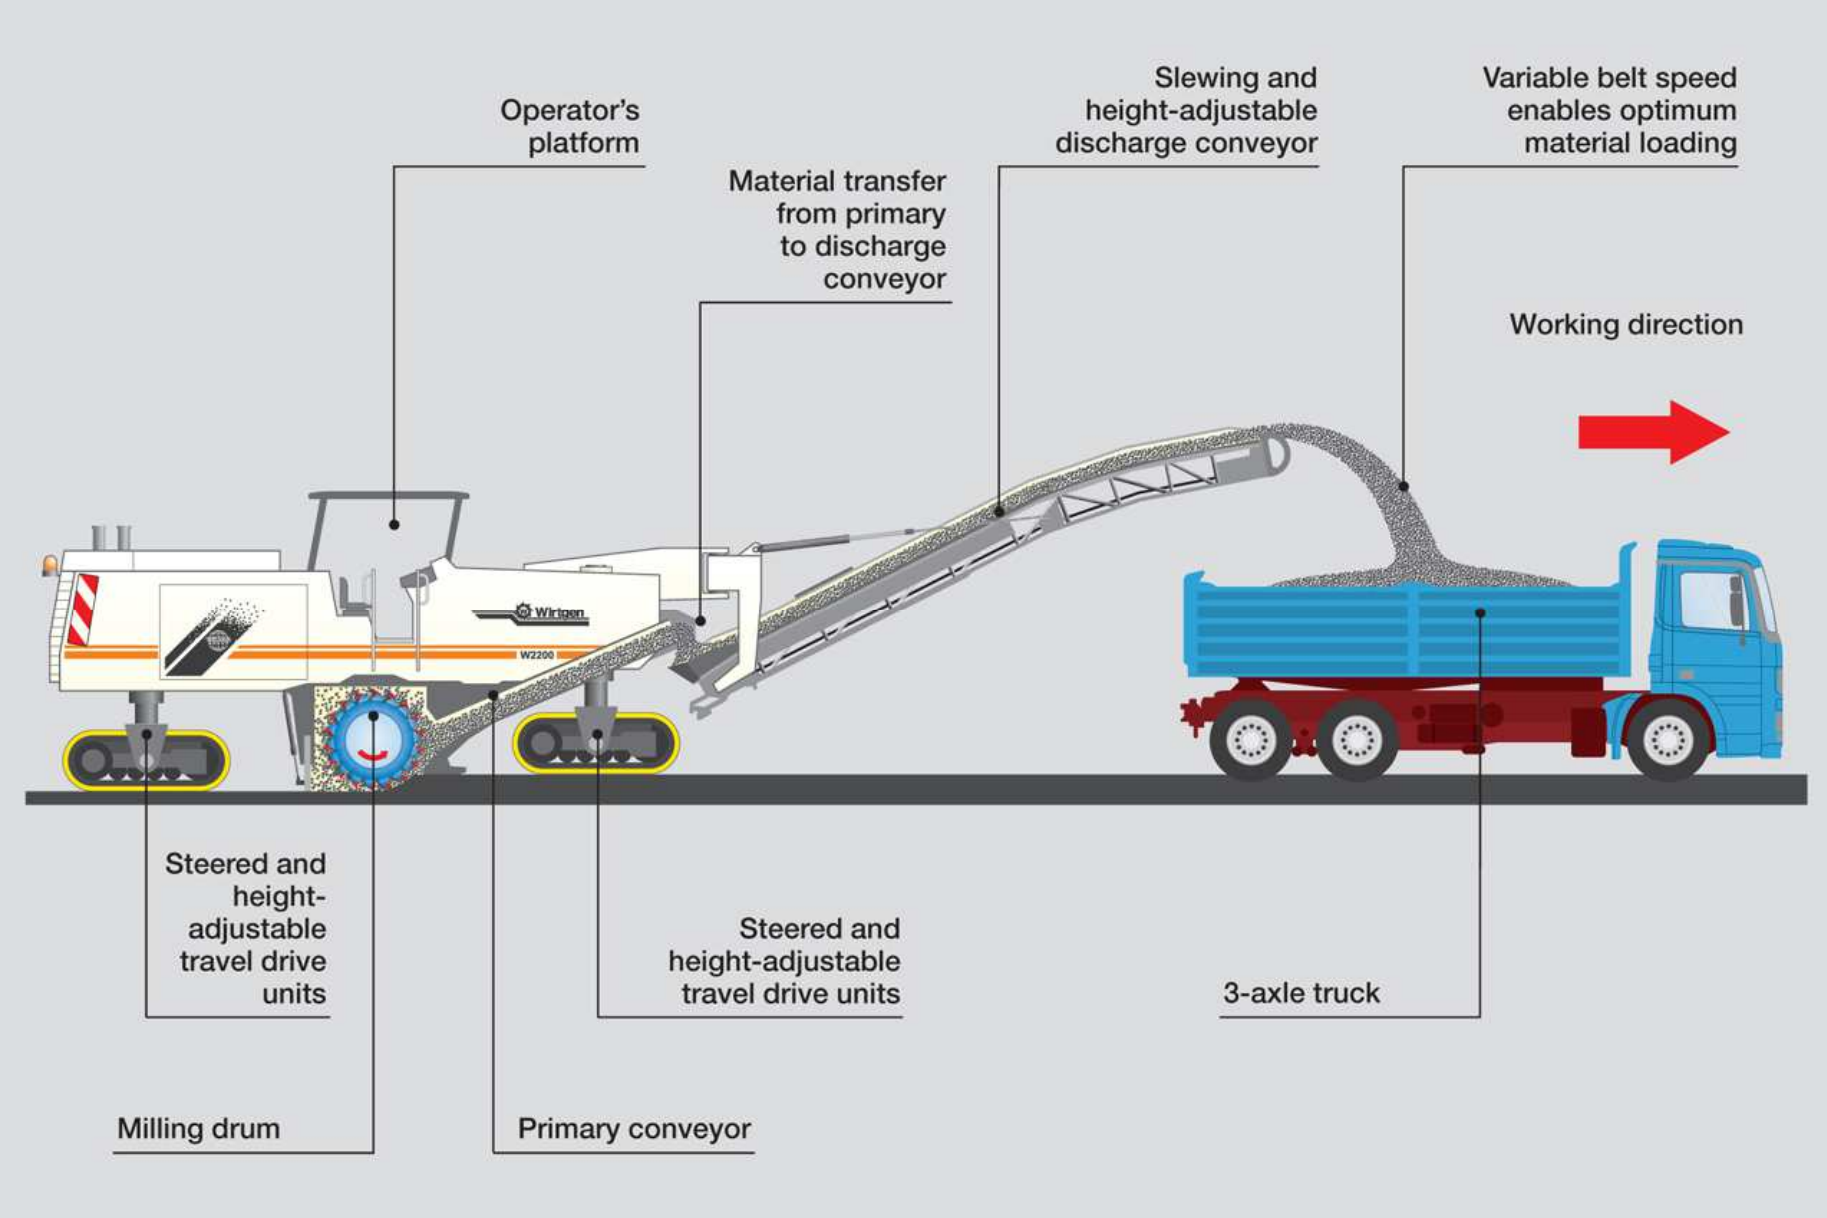 Operator's
platform
Material transfer
from primary
to discharge
conveyor
Slewing and
height-adjustable
discharge conveyor
Variable belt speed
enables optimum
material loading
Working direction
Wirtgen
W2200
Steered and
height-
adjustable
travel drive
units
Steered and
height-adjustable
travel drive units
3-axle truck
Milling drum
Primary conveyor